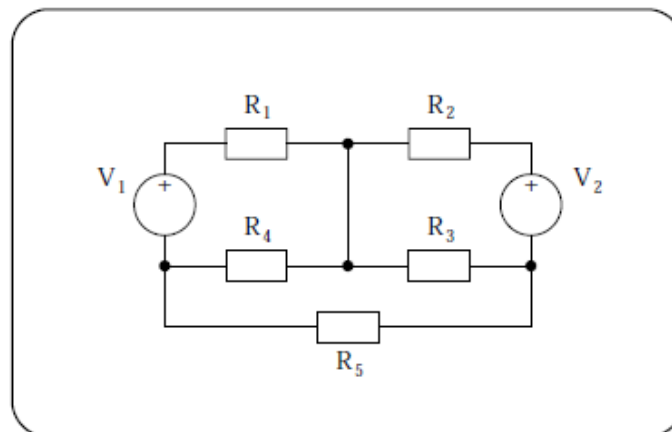 R₁ R₂
V₁ + + V₂
R₄ R₃
R₅